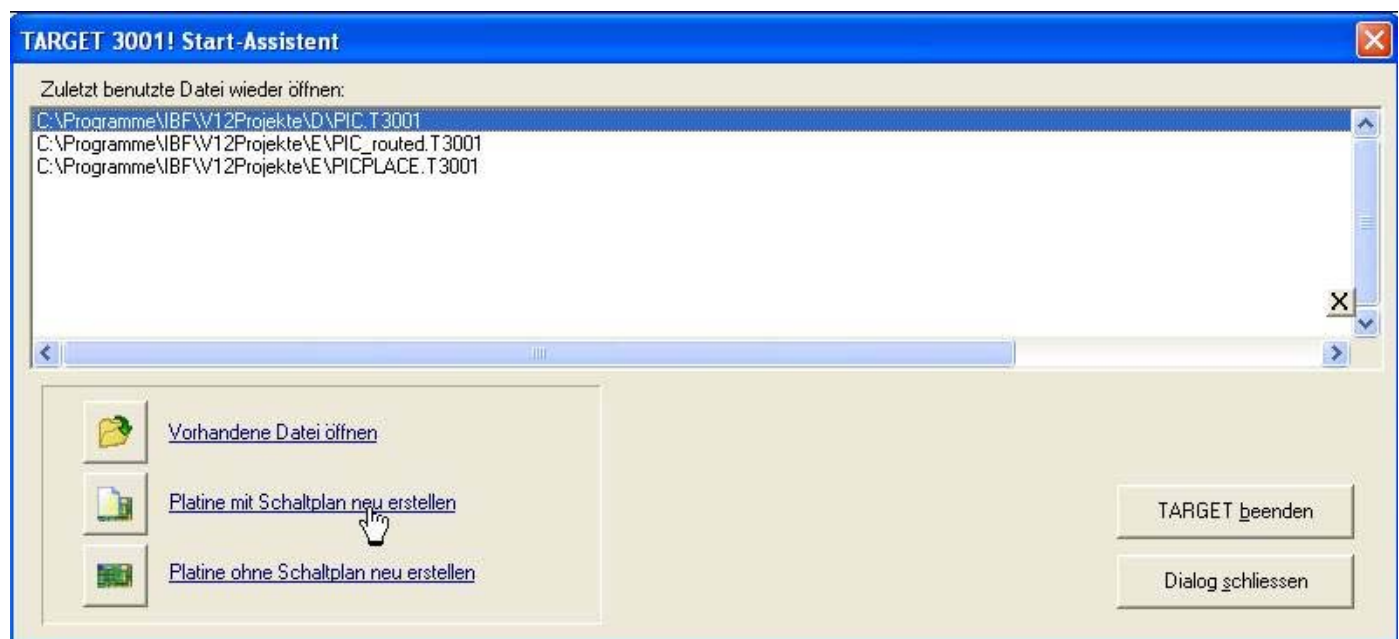 TARGET 3001! Start-Assistent
Zuletzt benutzte Datei wieder öffnen:
C:\Programme\IBF\V12Projekte\D\PIC.T3001
C:\Programme\IBF\V12Projekte\E\PIC_routed.T3001
C:\Programme\IBF\V12Projekte\E\PICPLACE.T3001
Vorhandene Datei öffnen
Platine mit Schaltplan neu erstellen
Platine ohne Schaltplan neu erstellen
TARGET beenden
Dialog schliessen